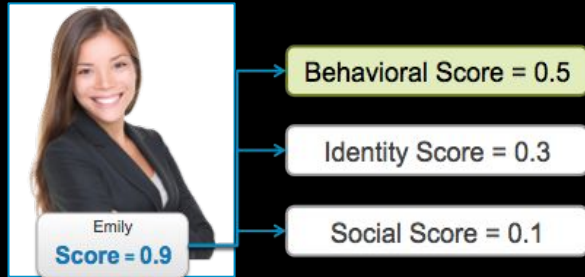 Behavioral Score = 0.5
Identity Score = 0.3
Social Score = 0.1
Emily
Score = 0.9